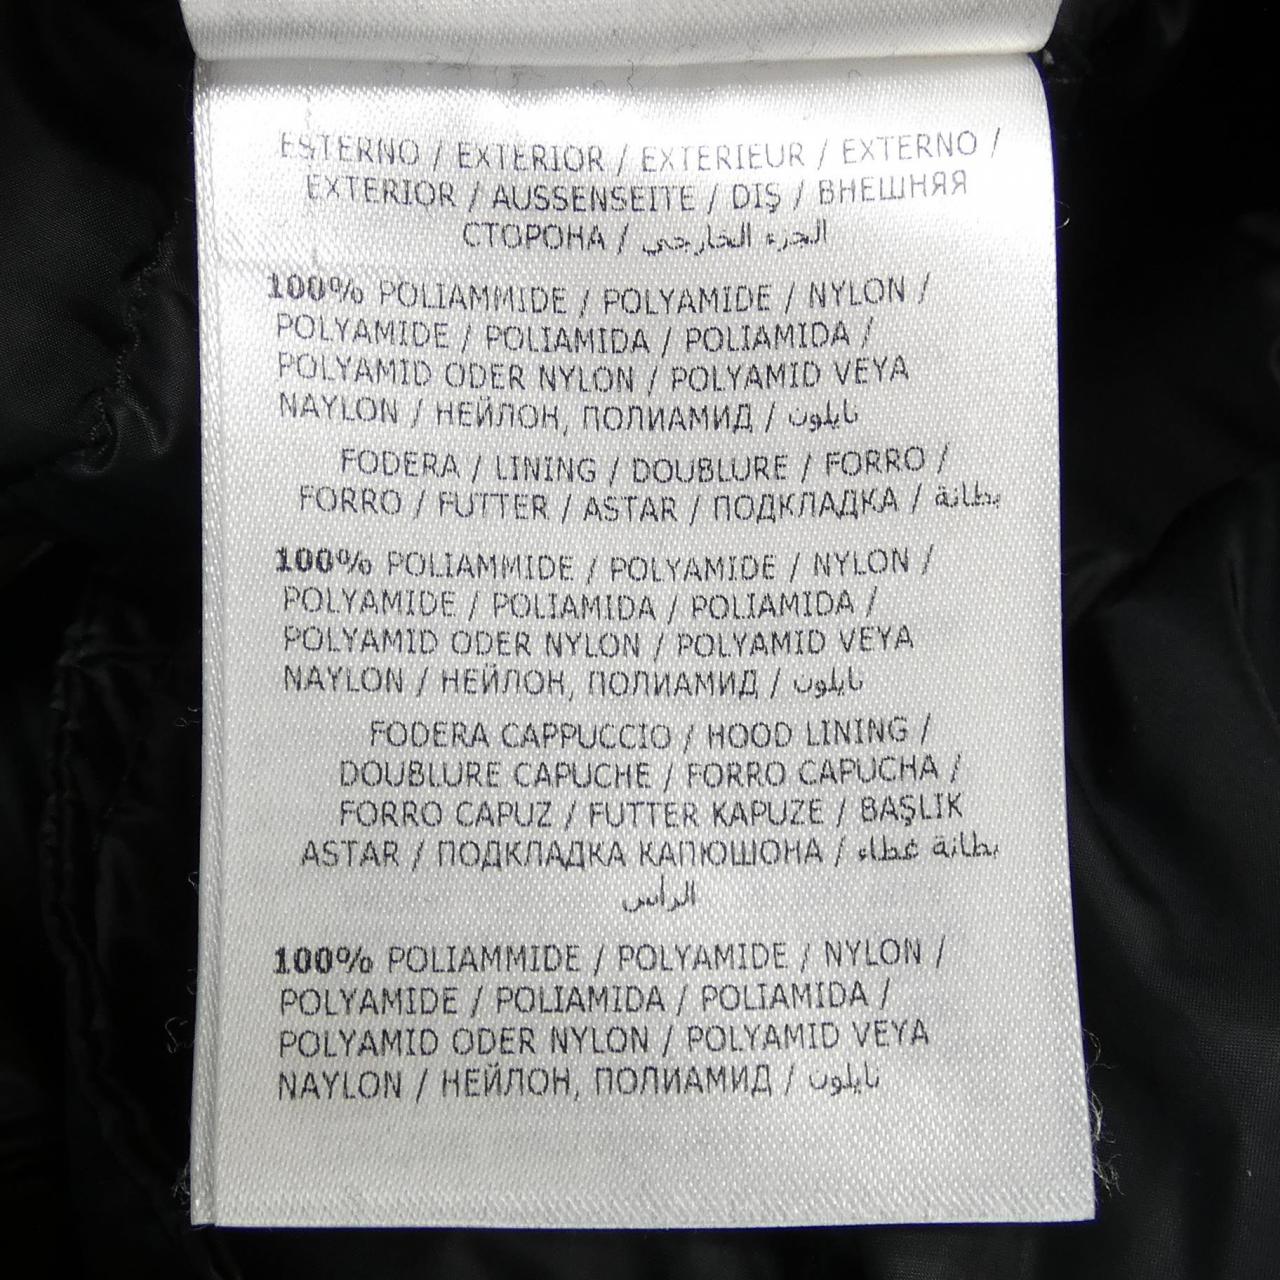 ESTERNO / EXTERIOR / EXTERIEUR / EXTERNO /
EXTERIOR / AUSSENSEITE / DIŞ / ВНЕШНЯЯ
СТОРОНА / الجزء الخارجي
100% POLIAMMIDE / POLYAMIDE / NYLON /
POLYAMIDE / POLIAMIDA / POLIAMIDA /
POLYAMID ODER NYLON / POLYAMID VEYA
NAYLON / НЕЙЛОН, ПОЛИАМИД / نايلون
FODERA / LINING / DOUBLURE / FORRO /
FORRO / FUTTER / ASTAR / ПОДКЛАДКА / بطانة
100% POLIAMMIDE / POLYAMIDE / NYLON /
POLYAMIDE / POLIAMIDA / POLIAMIDA /
POLYAMID ODER NYLON / POLYAMID VEYA
NAYLON / НЕЙЛОН, ПОЛИАМИД / نايلون
FODERA CAPPUCCIO / HOOD LINING /
DOUBLURE CAPUCHE / FORRO CAPUCHA /
FORRO CAPUZ / FUTTER KAPUZE / BAŞLIK
ASTAR / ПОДКЛАДКА КАПЮШОНА / بطانة غطاء
الرأس
100% POLIAMMIDE / POLYAMIDE / NYLON /
POLYAMIDE / POLIAMIDA / POLIAMIDA /
POLYAMID ODER NYLON / POLYAMID VEYA
NAYLON / НЕЙЛОН, ПОЛИАМИД / نايلون